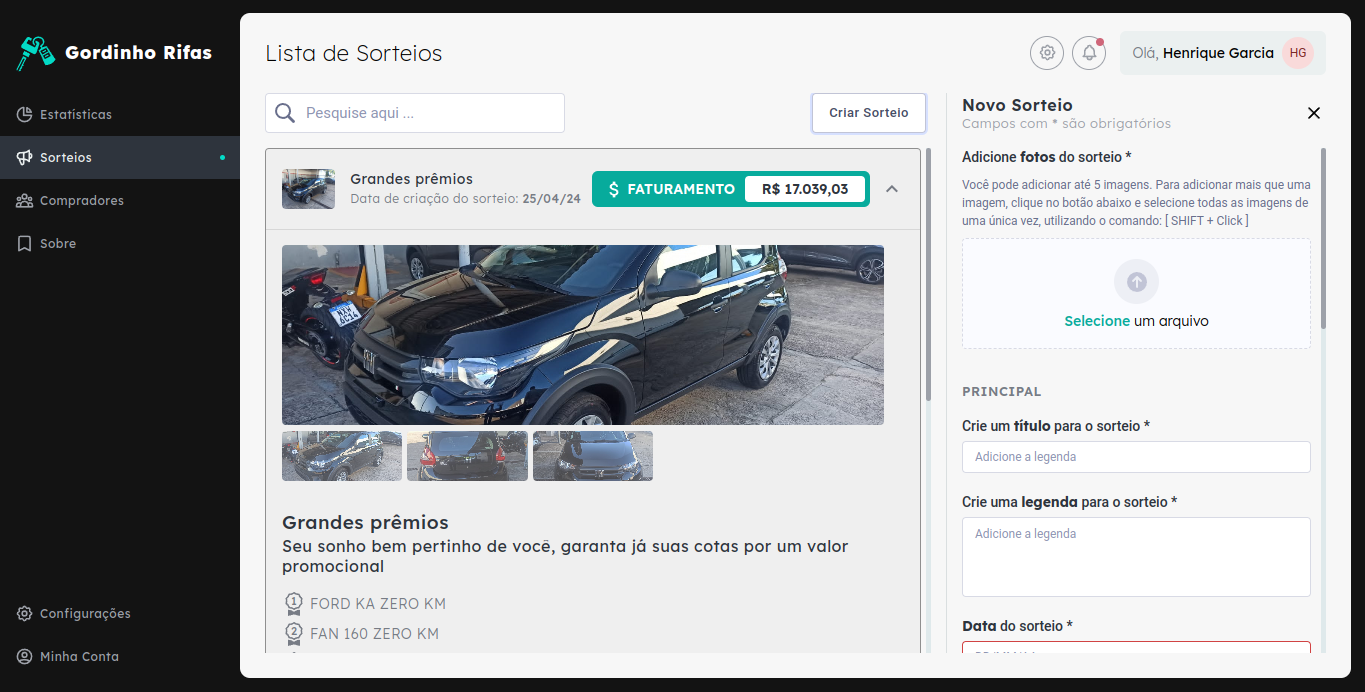 Gordinho Rifas
Estatísticas
Sorteios
Compradores
Sobre
Configurações
Minha Conta
Lista de Sorteios
Olá, Henrique Garcia
HG
Pesquise aqui ...
Criar Sorteio
Grandes prêmios
Data de criação do sorteio: 25/04/24
$ FATURAMENTO
R$ 17.039,03
Grandes prêmios
Seu sonho bem pertinho de você, garanta já suas cotas por um valor
promocional
1 FORD KA ZERO KM
2 FAN 160 ZERO KM
Novo Sorteio
Campos com * são obrigatórios
Adicione fotos do sorteio *
Você pode adicionar até 5 imagens. Para adicionar mais que uma
imagem, clique no botão abaixo e selecione todas as imagens de
uma única vez, utilizando o comando: [ SHIFT + Click ]
Selecione um arquivo
PRINCIPAL
Crie um título para o sorteio *
Adicione a legenda
Crie uma legenda para o sorteio *
Adicione a legenda
Data do sorteio *